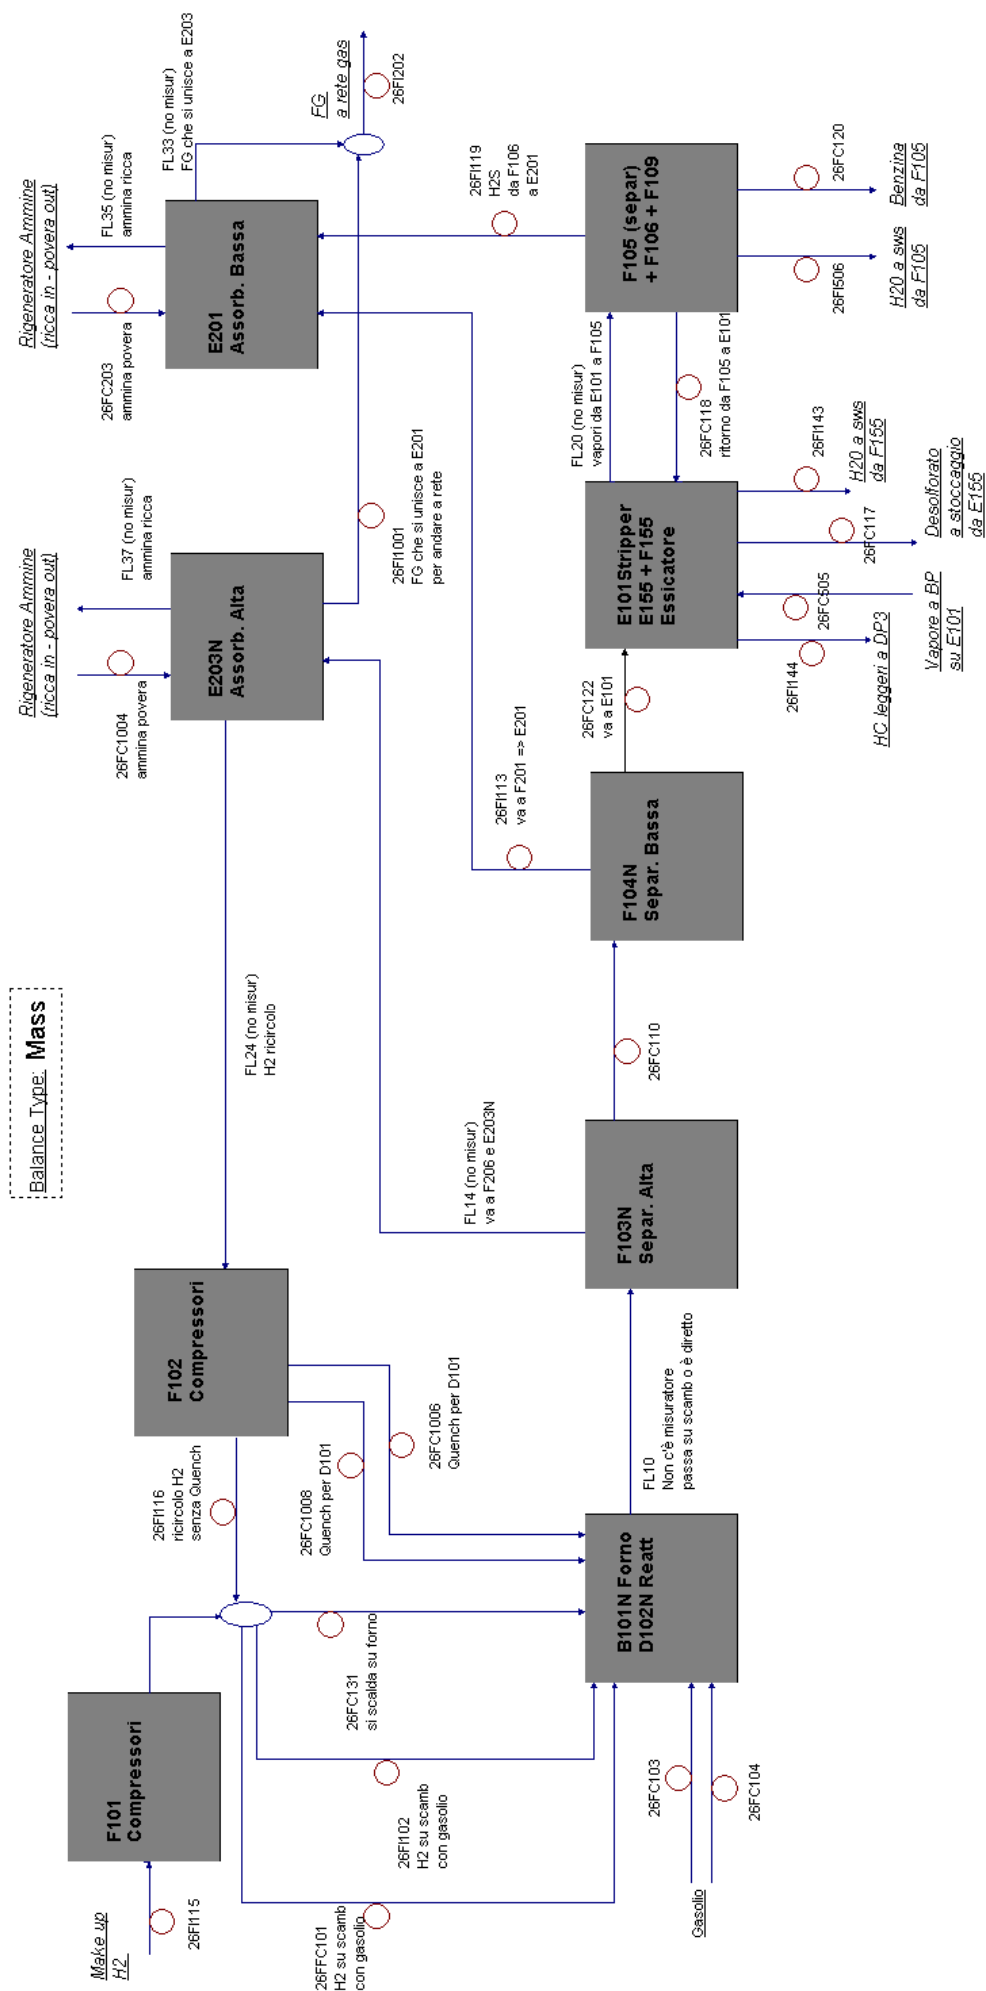 Balance Type: Mass
Make up
H2
26FI115
F101
Compressori
26FFC101
H2 su scamb
con gasolio
26FI102
H2 su scamb
con gasolio
26FC131
si scalda su forno
26FI116
ricircolo H2
senza Quench
F102
Compressori
26FC1008
Quench per D101
26FC1006
Quench per D101
Gasolio
26FC103
26FC104
B101N Forno
D102N Reatt
FL10
Non c'è misuratore
passa su scamb o è diretto
F103N
Separ. Alta
FL14 (no misur)
va a F206 e E203N
FL24 (no misur)
H2 ricircolo
26FC110
F104N
Separ. Bassa
26FI113
va a F201 => E201
26FC122
va a E101
Rigeneratore Ammine
(ricca in - povera out)
26FC1004
ammina povera
FL37 (no misur)
ammina ricca
E203N
Assorb. Alta
26FI1001
FG che si unisce a E201
per andare a rete
E101Stripper
E155 + F155
Essicatore
26FI144
HC leggeri a DP3
26FC505
Vapore a BP
su E101
26FC117
Desolforato
a stoccaggio
da E155
26FI143
H20 a sws
da F155
FL20 (no misur)
vapori da E101 a F105
26FC118
ritorno da F105 a E101
Rigeneratore Ammine
(ricca in - povera out)
26FC203
ammina povera
FL35 (no misur)
ammina ricca
E201
Assorb. Bassa
FL33 (no misur)
FG che si unisce a E203
FG
a rete gas
26FI202
26FI119
H2S
da F106
a E201
F105 (separ)
+ F106 + F109
26FI506
H20 a sws
da F105
26FC120
Benzina
da F105